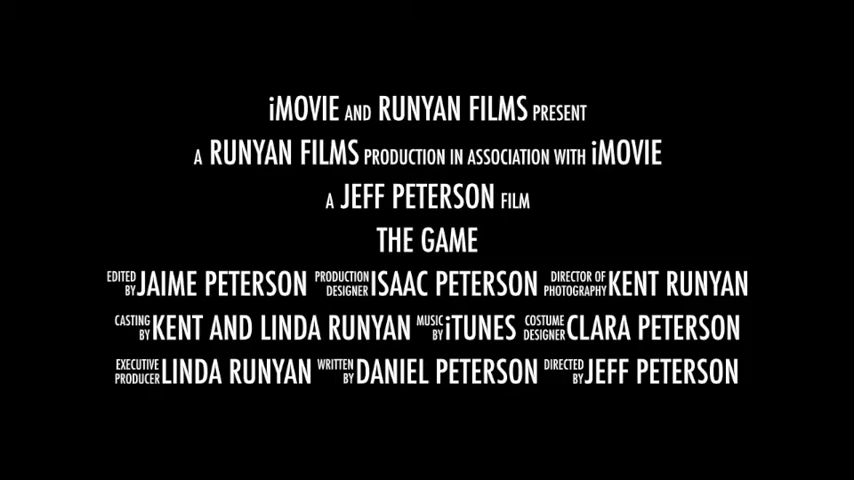 iMOVIE AND RUNYAN FILMS PRESENT
A RUNYAN FILMS PRODUCTION IN ASSOCIATION WITH iMOVIE
A JEFF PETERSON FILM
THE GAME
EDITED BY JAIME PETERSON PRODUCTION DESIGNER ISAAC PETERSON DIRECTOR OF PHOTOGRAPHY KENT RUNYAN
CASTING BY KENT AND LINDA RUNYAN MUSIC BY iTUNES COSTUME DESIGNER CLARA PETERSON
EXECUTIVE PRODUCER LINDA RUNYAN WRITTEN BY DANIEL PETERSON DIRECTED BY JEFF PETERSON